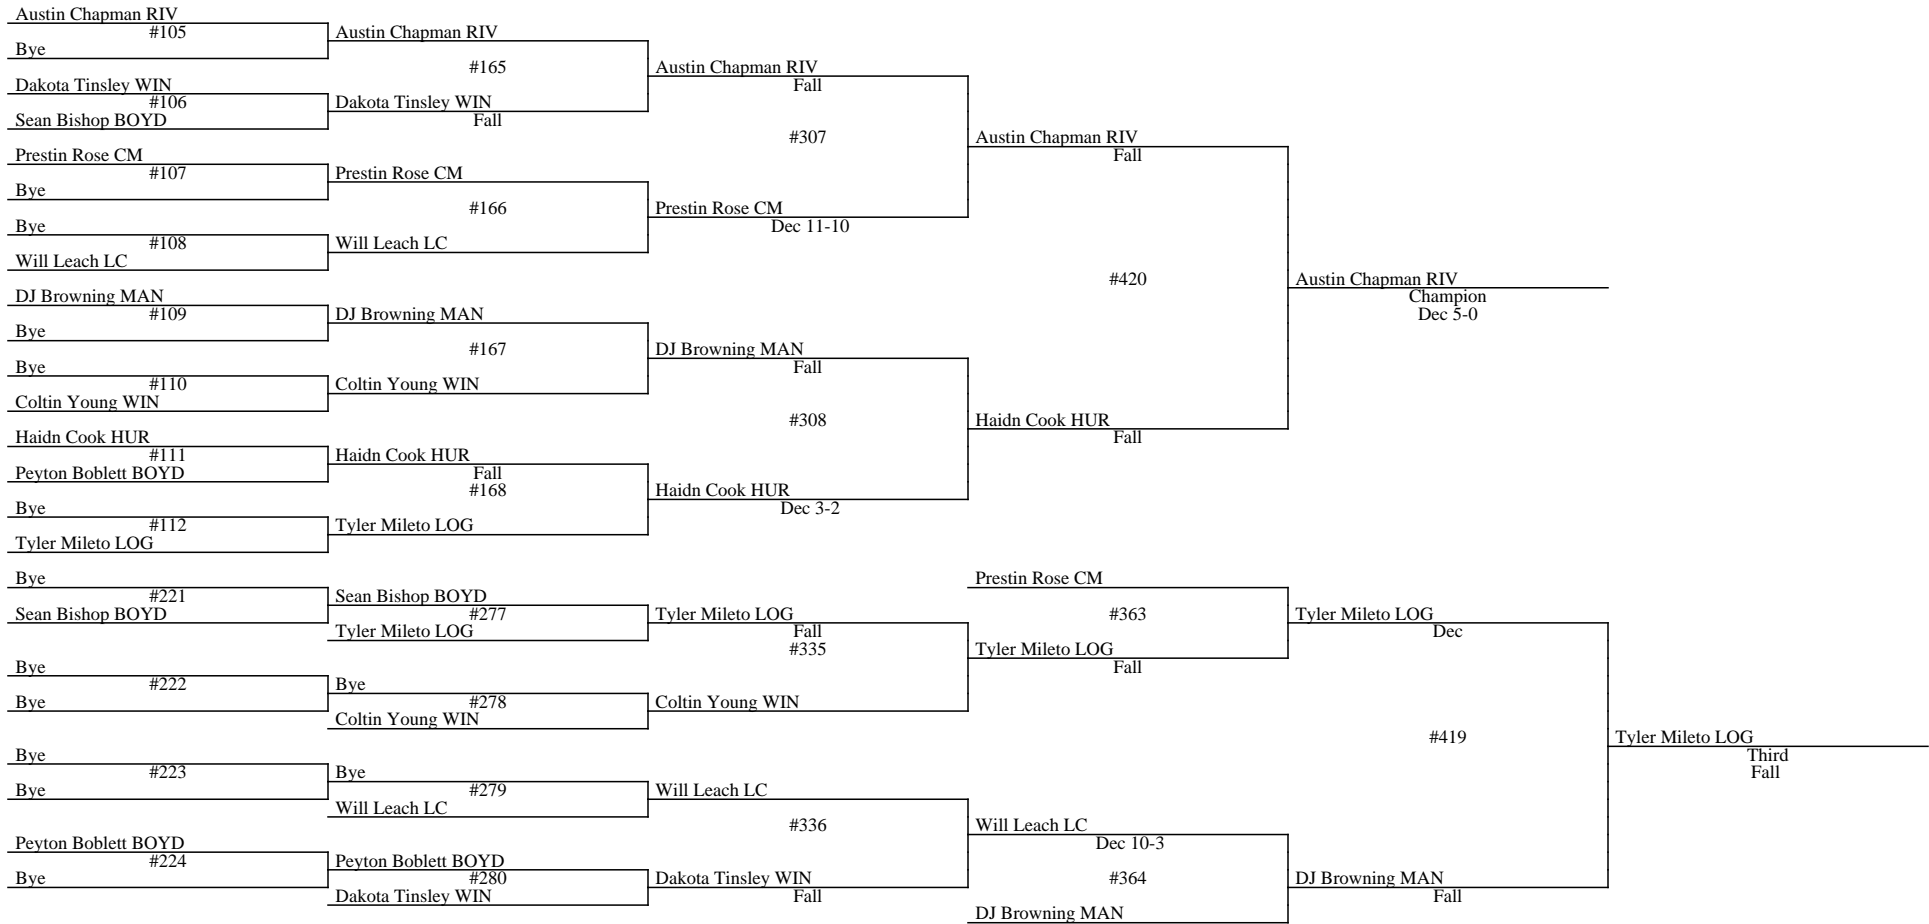 Austin Chapman RIV
#105
Bye
Austin Chapman RIV
#165
Dakota Tinsley WIN
#106
Sean Bishop BOYD
Dakota Tinsley WIN
Fall
Austin Chapman RIV
Fall
#307
Prestin Rose CM
#107
Bye
Prestin Rose CM
#166
Bye
#108
Will Leach LC
Will Leach LC
Prestin Rose CM
Dec 11-10
Austin Chapman RIV
Fall
#420
DJ Browning MAN
#109
Bye
DJ Browning MAN
#167
Bye
#110
Coltin Young WIN
Coltin Young WIN
DJ Browning MAN
Fall
#308
Haidn Cook HUR
#111
Peyton Boblett BOYD
Haidn Cook HUR
Fall
#168
Bye
#112
Tyler Mileto LOG
Tyler Mileto LOG
Haidn Cook HUR
Dec 3-2
Haidn Cook HUR
Fall
Austin Chapman RIV
Champion
Dec 5-0
Bye
#221
Sean Bishop BOYD
Sean Bishop BOYD
#277
Tyler Mileto LOG
Tyler Mileto LOG
Fall
#335
Bye
#222
Bye
Bye
#278
Coltin Young WIN
Coltin Young WIN
Prestin Rose CM
#363
Tyler Mileto LOG
Fall
Tyler Mileto LOG
Dec
#419
Bye
#223
Bye
Bye
#279
Will Leach LC
Will Leach LC
#336
Peyton Boblett BOYD
#224
Bye
Peyton Boblett BOYD
#280
Dakota Tinsley WIN
Dakota Tinsley WIN
Fall
Will Leach LC
Dec 10-3
#364
DJ Browning MAN
DJ Browning MAN
Fall
Tyler Mileto LOG
Third
Fall